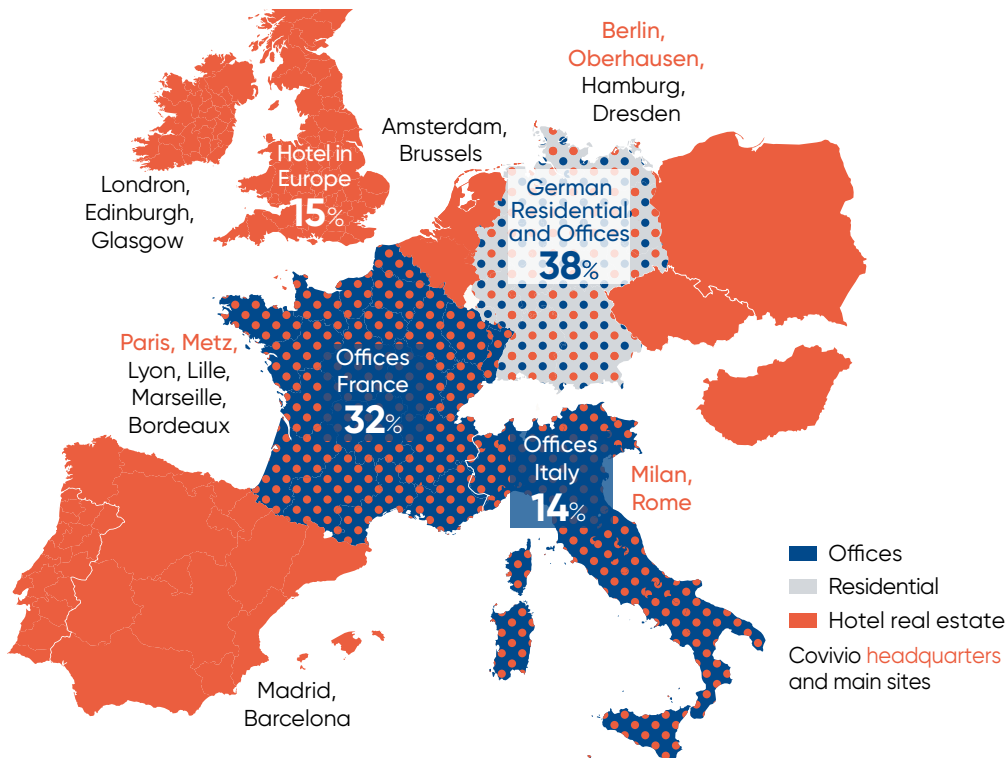 Berlin,
Oberhausen,
Hamburg,
Dresden
Amsterdam,
Brussels
Hotel in
Europe
15%
Londron,
Edinburgh,
Glasgow
German
Residential
and Offices
38%
Paris, Metz,
Lyon, Lille,
Marseille,
Bordeaux
Offices
France
32%
Offices
Italy
14%
Milan,
Rome
Madrid,
Barcelona
Offices
Residential
Hotel real estate
Covivio headquarters
and main sites